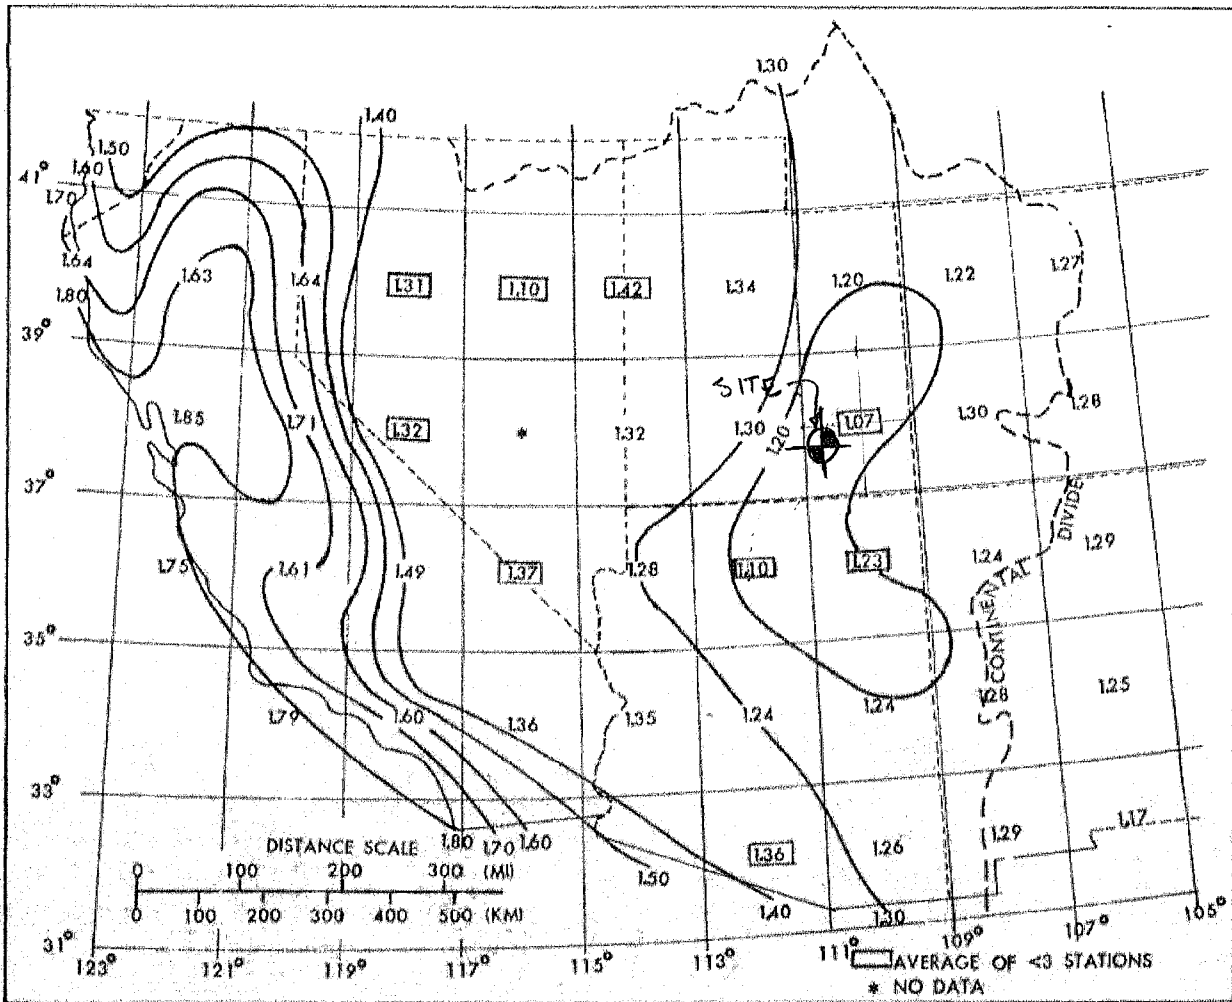 1.30
1.40
1.50
1.60
41°
1.70
1.64 1.63 1.64 1.31 1.10 1.42 1.34 1.20 1.22 1.27
1.80
39°
SITE
1.85 1.71 1.32 * 1.32 1.30 1.20 1.07 1.30 1.28
37°
1.75 1.61 1.49 1.37 1.28 1.10 1.23 1.24 1.29
CONTINENTAL DIVIDE
35°
1.79 1.60 1.36 1.35 1.24 1.24 1.28 1.25
33°
1.80 1.70 1.60 1.50 1.36 1.26 1.29 1.17
1.40 1.30
DISTANCE SCALE
0 100 200 300 (MI)
0 100 200 300 400 500 (KM)
31°
123° 121° 119° 117° 115° 113° 111° 109° 107° 105°
AVERAGE OF <3 STATIONS
* NO DATA